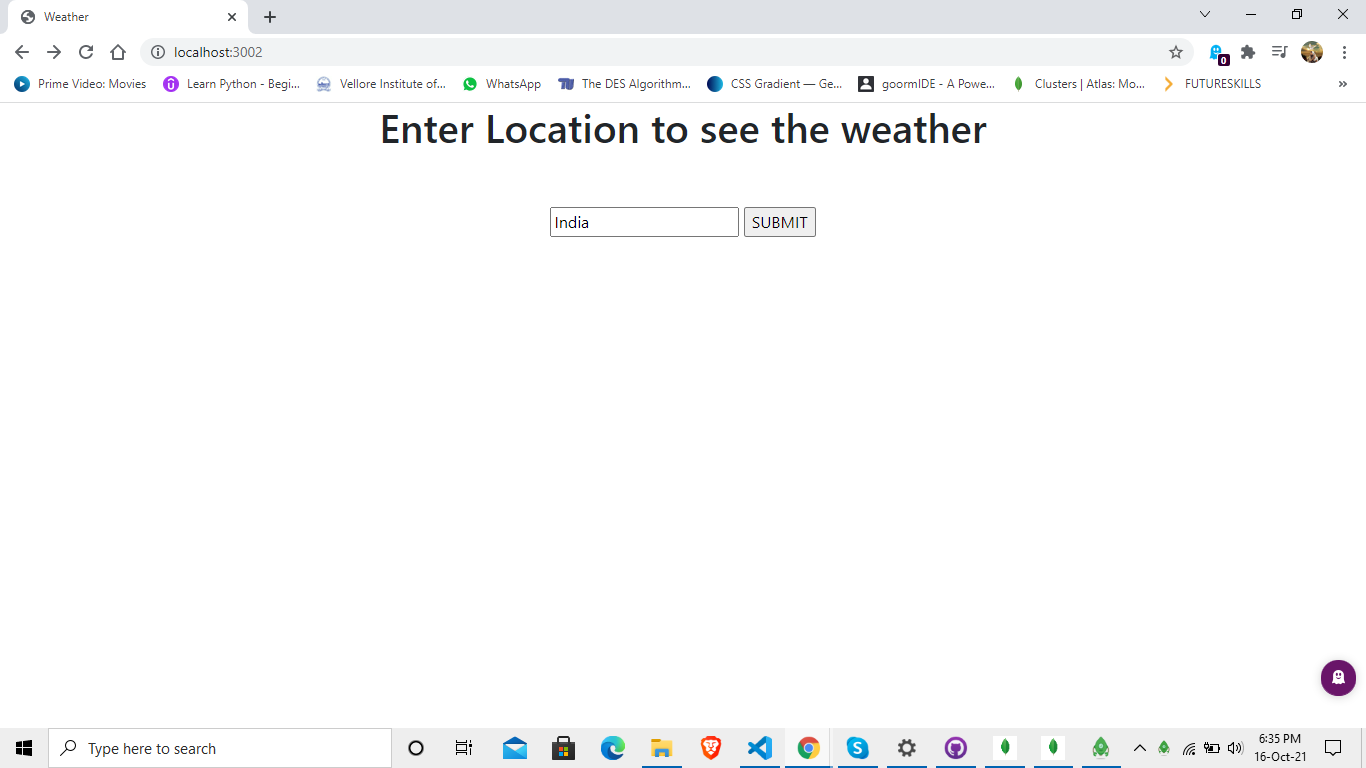 Weather
localhost:3002
0
Prime Video: Movies Learn Python - Begi... Vellore Institute of... WhatsApp The DES Algorithm... CSS Gradient — Ge... goormIDE - A Powe... Clusters | Atlas: Mo... FUTURESKILLS »
Enter Location to see the weather
India SUBMIT
Type here to search
6:35 PM
16-Oct-21